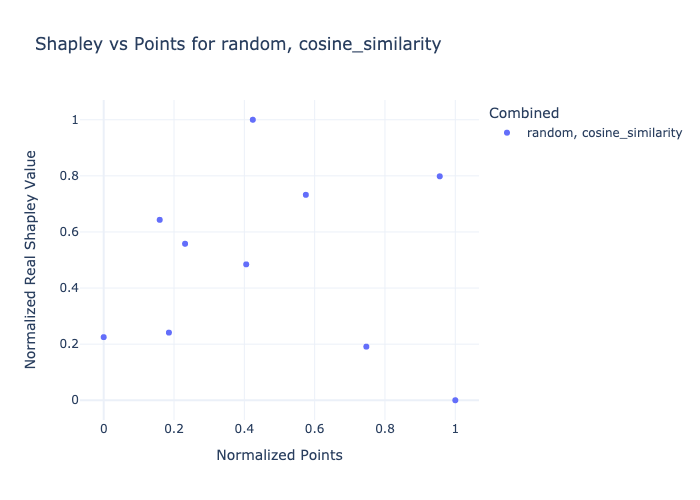 Shapley vs Points for random, cosine_similarity
Combined
random, cosine_similarity
Normalized Real Shapley Value
1
0.8
0.6
0.4
0.2
0
0 0.2 0.4 0.6 0.8 1
Normalized Points